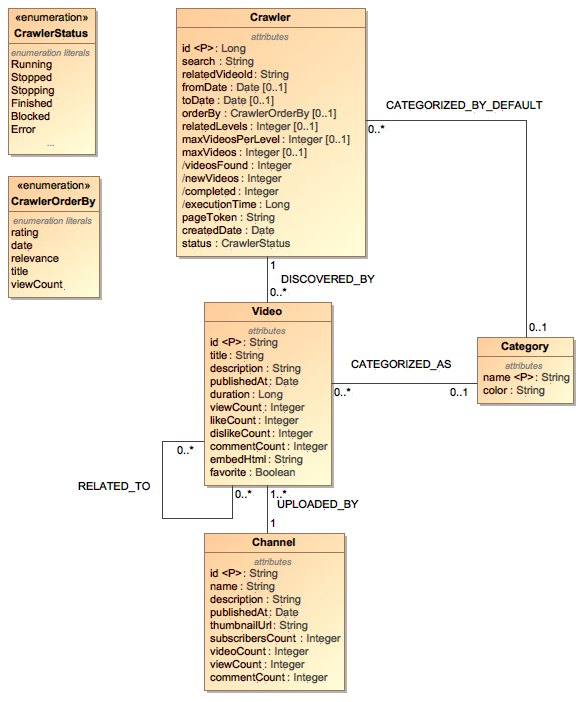 «enumeration»
CrawlerStatus
enumeration literals
Running
Stopped
Stopping
Finished
Blocked
Error
...
«enumeration»
CrawlerOrderBy
enumeration literals
rating
date
relevance
title
viewCount
Crawler
attributes
id <P> : Long
search : String
relatedVideoId : String
fromDate : Date [0..1]
toDate : Date [0..1]
orderBy : CrawlerOrderBy [0..1]
relatedLevels : Integer [0..1]
maxVideosPerLevel : Integer [0..1]
maxVideos : Integer [0..1]
/videosFound : Integer
/newVideos : Integer
/completed : Integer
/executionTime : Long
pageToken : String
createdDate : Date
status : CrawlerStatus
CATEGORIZED_BY_DEFAULT
0..*
0..1
1
DISCOVERED_BY
0..*
Video
attributes
id <P> : String
title : String
description : String
publishedAt : Date
duration : Long
viewCount : Integer
likeCount : Integer
dislikeCount : Integer
commentCount : Integer
embedHtml : String
favorite : Boolean
CATEGORIZED_AS
0..*
0..1
Category
attributes
name <P> : String
color : String
0..*
RELATED_TO
0..*
1..*
UPLOADED_BY
1
Channel
attributes
id <P> : String
name : String
description : String
publishedAt : Date
thumbnailUrl : String
subscribersCount : Integer
videoCount : Integer
viewCount : Integer
commentCount : Integer